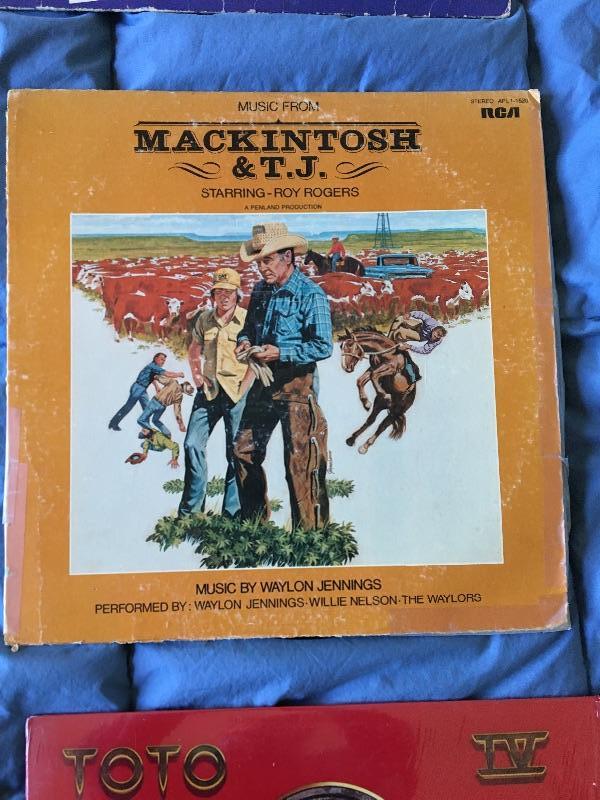 MUSIC FROM
STEREO APL1-1520
RCA
MACKINTOSH
& T.J.
STARRING-ROY ROGERS
A PENLAND PRODUCTION
CAT
MUSIC BY WAYLON JENNINGS
PERFORMED BY: WAYLON JENNINGS·WILLIE NELSON·THE WAYLORS
TOTO IV